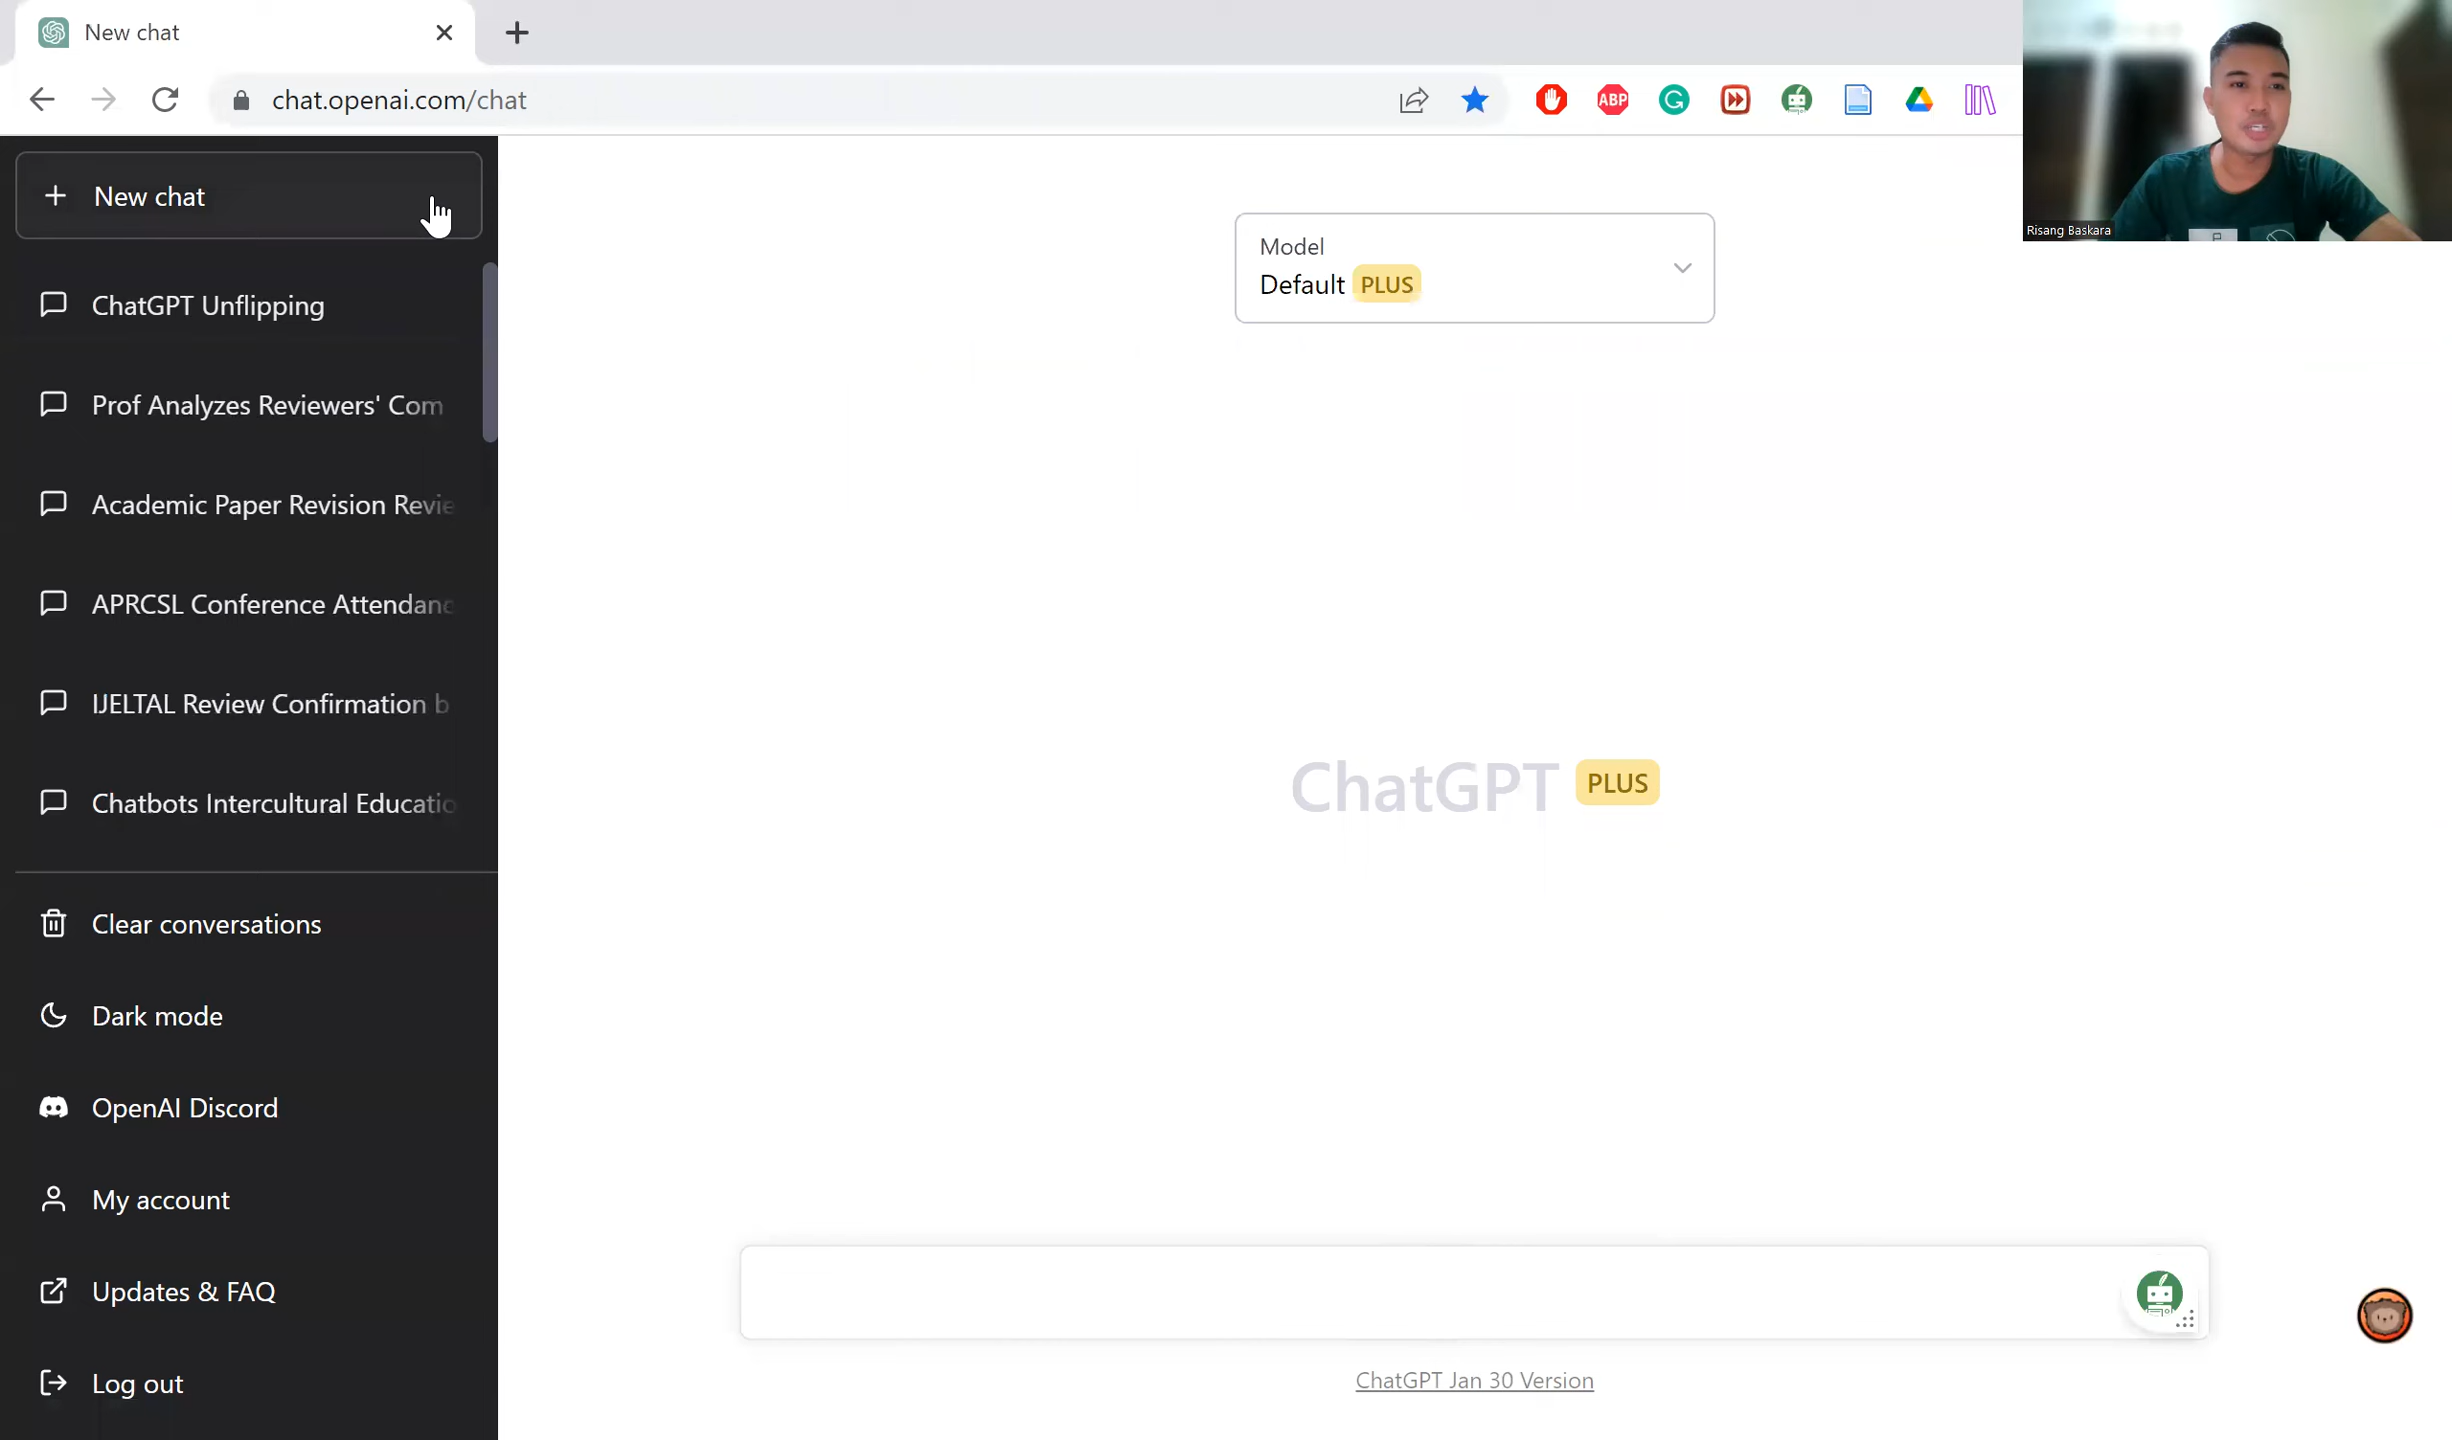 New chat
chat.openai.com/chat
ABP
Risang Baskara
New chat
Model
Default PLUS
ChatGPT Unflipping
Prof Analyzes Reviewers' Com
Academic Paper Revision Revie
APRCSL Conference Attendanc
IJELTAL Review Confirmation b
Chatbots Intercultural Educatio
ChatGPT PLUS
Clear conversations
Dark mode
OpenAI Discord
My account
Updates & FAQ
Log out
ChatGPT Jan 30 Version